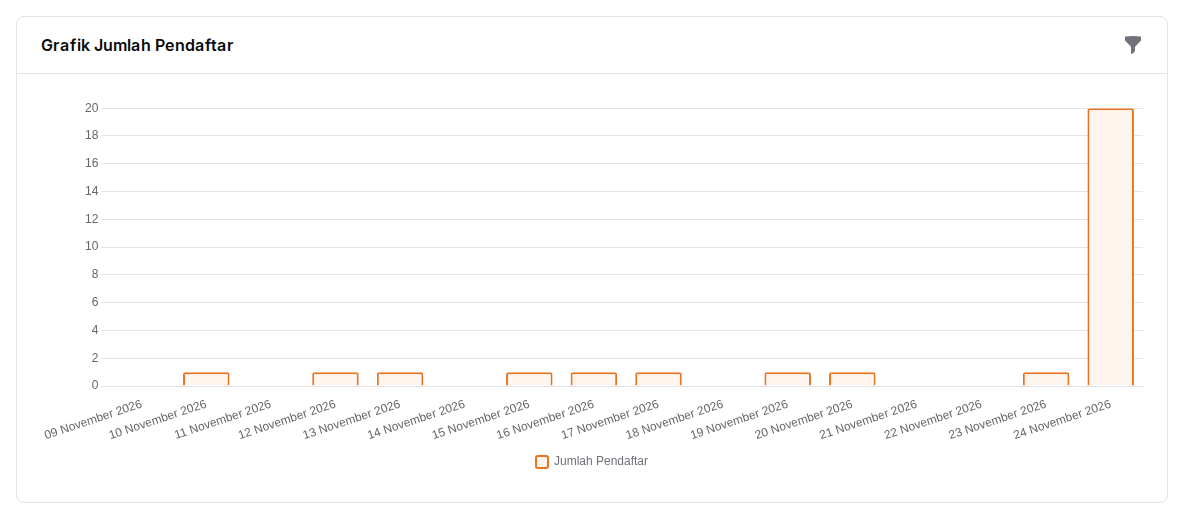 Grafik Jumlah Pendaftar
20
18
16
14
12
10
8
6
4
2
0
09 November 2026
10 November 2026
11 November 2026
12 November 2026
13 November 2026
14 November 2026
15 November 2026
16 November 2026
17 November 2026
18 November 2026
19 November 2026
20 November 2026
21 November 2026
22 November 2026
23 November 2026
24 November 2026
Jumlah Pendaftar